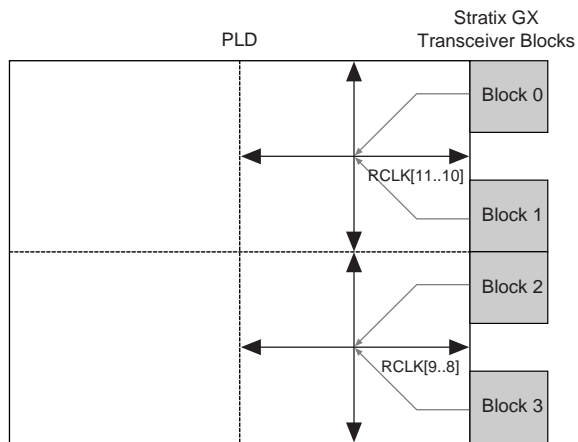 Stratix GX
Transceiver Blocks
PLD
Block 0
RCLK[11..10]
Block 1
Block 2
RCLK[9..8]
Block 3